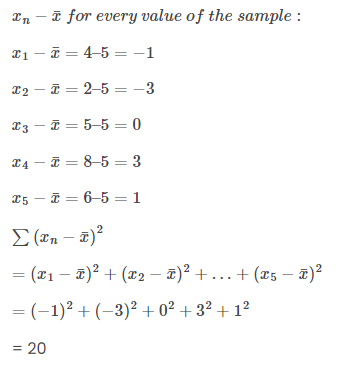 xₙ − x̄ for every value of the sample :
x₁ − x̄ = 4–5 = −1
x₂ − x̄ = 2–5 = −3
x₃ − x̄ = 5–5 = 0
x₄ − x̄ = 8–5 = 3
x₅ − x̄ = 6–5 = 1
∑ (xₙ − x̄)²
= (x₁ − x̄)² + (x₂ − x̄)² + … + (x₅ − x̄)²
= (−1)² + (−3)² + 0² + 3² + 1²
= 20